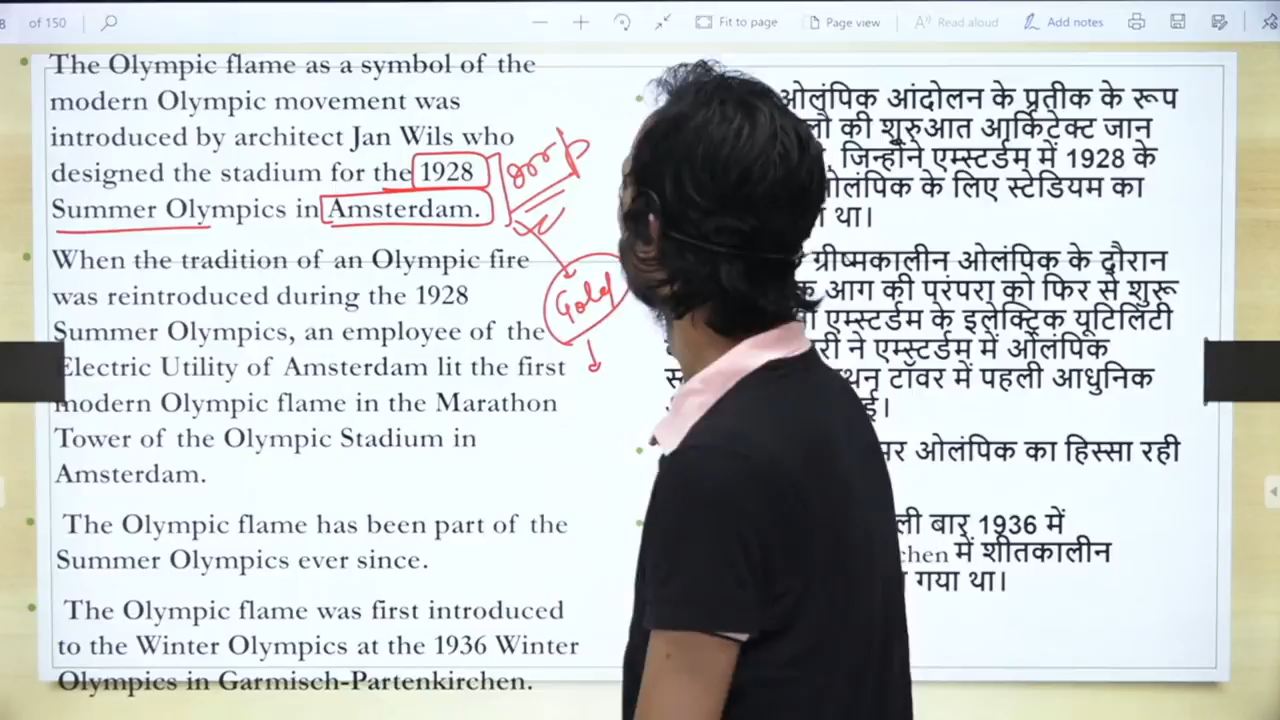 of 150
Fit to page
Page view
Read aloud
Add notes
The Olympic flame as a symbol of the
modern Olympic movement was
introduced by architect Jan Wils who
designed the stadium for the 1928
Summer Olympics in Amsterdam.
When the tradition of an Olympic fire
was reintroduced during the 1928
Summer Olympics, an employee of the
Electric Utility of Amsterdam lit the first
modern Olympic flame in the Marathon
Tower of the Olympic Stadium in
Amsterdam.
The Olympic flame has been part of the
Summer Olympics ever since.
The Olympic flame was first introduced
to the Winter Olympics at the 1936 Winter
Olympics in Garmisch-Partenkirchen.
Gold
ओलंपिक आंदोलन के प्रतीक के रूप
की शुरुआत आर्किटेक्ट जान
जिन्होंने एम्स्टर्डम में 1928 के
ओलंपिक के लिए स्टेडियम का
था।
ग्रीष्मकालीन ओलंपिक के दौरान
आग की परंपरा को फिर से शुरू
एम्स्टर्डम के इलेक्ट्रिक यूटिलिटी
ने एम्स्टर्डम में ओलंपिक
टॉवर में पहली आधुनिक
ओलंपिक का हिस्सा रही
बार 1936 में
में शीतकालीन
गया था।